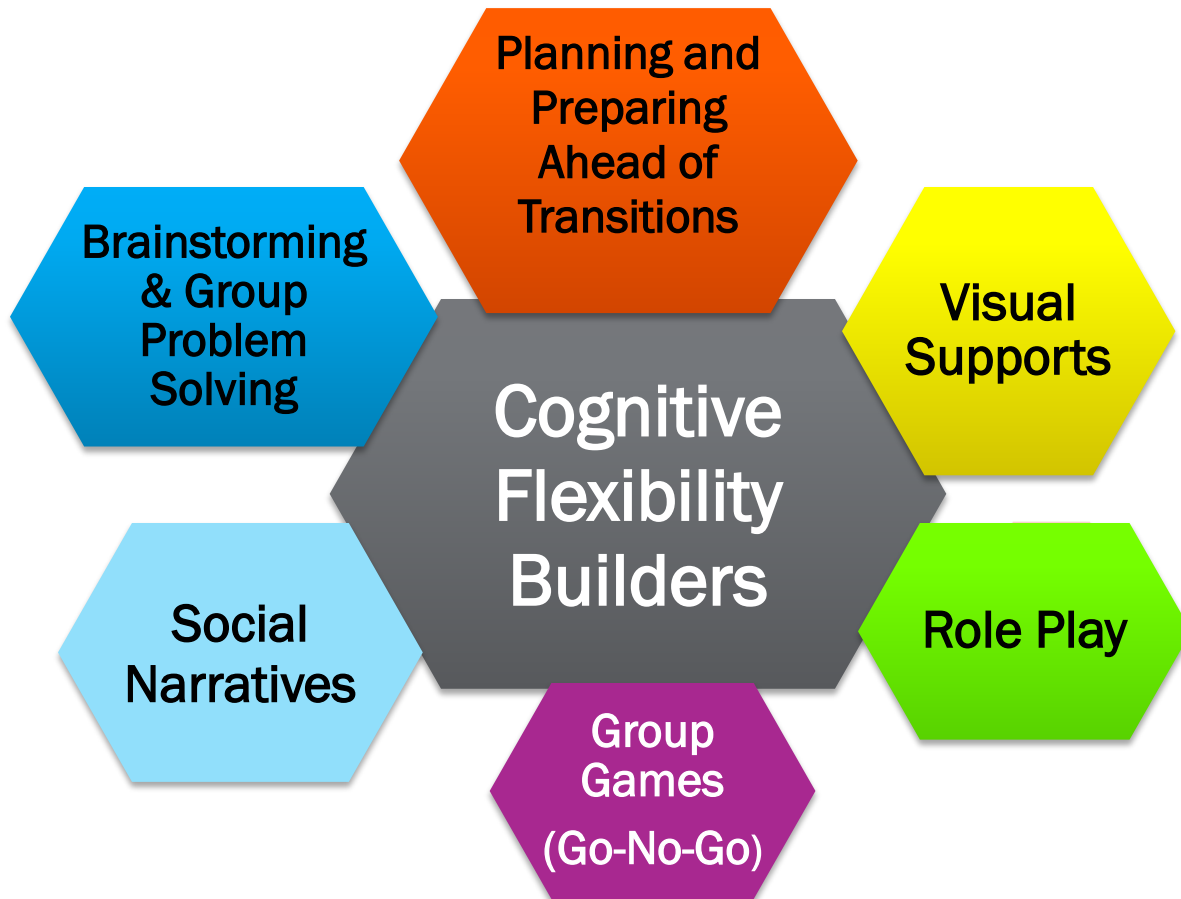 Planning and
Preparing
Ahead of
Transitions
Brainstorming
& Group
Problem
Solving
Visual
Supports
Cognitive
Flexibility
Builders
Social
Narratives
Role Play
Group
Games
(Go-No-Go)